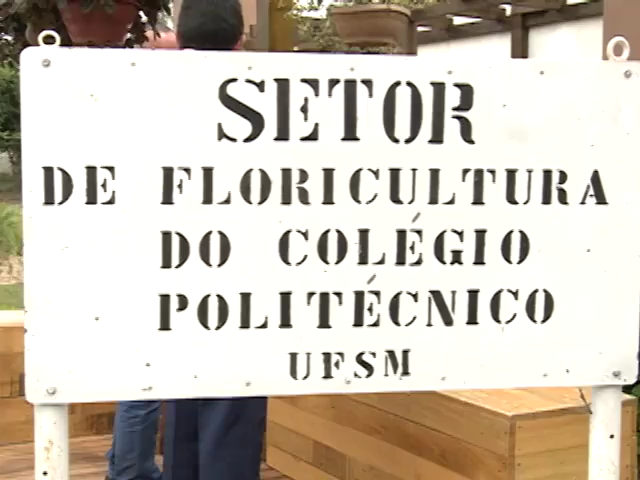 SETOR
DE FLORICULTURA
DO COLÉGIO
POLITÉCNICO
UFSM